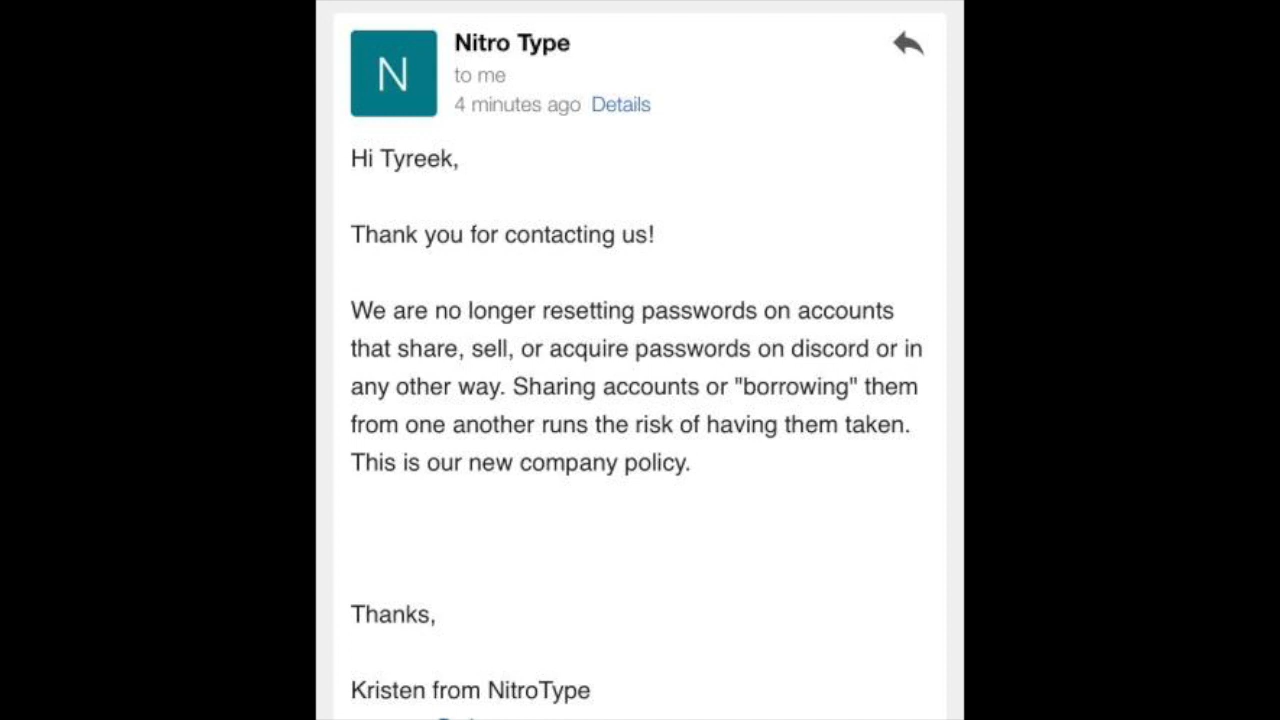 N
Nitro Type
to me
4 minutes ago Details
Hi Tyreek,
Thank you for contacting us!
We are no longer resetting passwords on accounts
that share, sell, or acquire passwords on discord or in
any other way. Sharing accounts or "borrowing" them
from one another runs the risk of having them taken.
This is our new company policy.
Thanks,
Kristen from NitroType